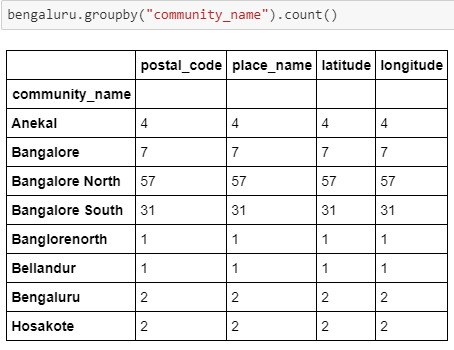 bengaluru.groupby("community_name").count()
postal_code place_name latitude longitude
community_name
Anekal 4 4 4 4
Bangalore 7 7 7 7
Bangalore North 57 57 57 57
Bangalore South 31 31 31 31
Banglorenorth 1 1 1 1
Bellandur 1 1 1 1
Bengaluru 2 2 2 2
Hosakote 2 2 2 2